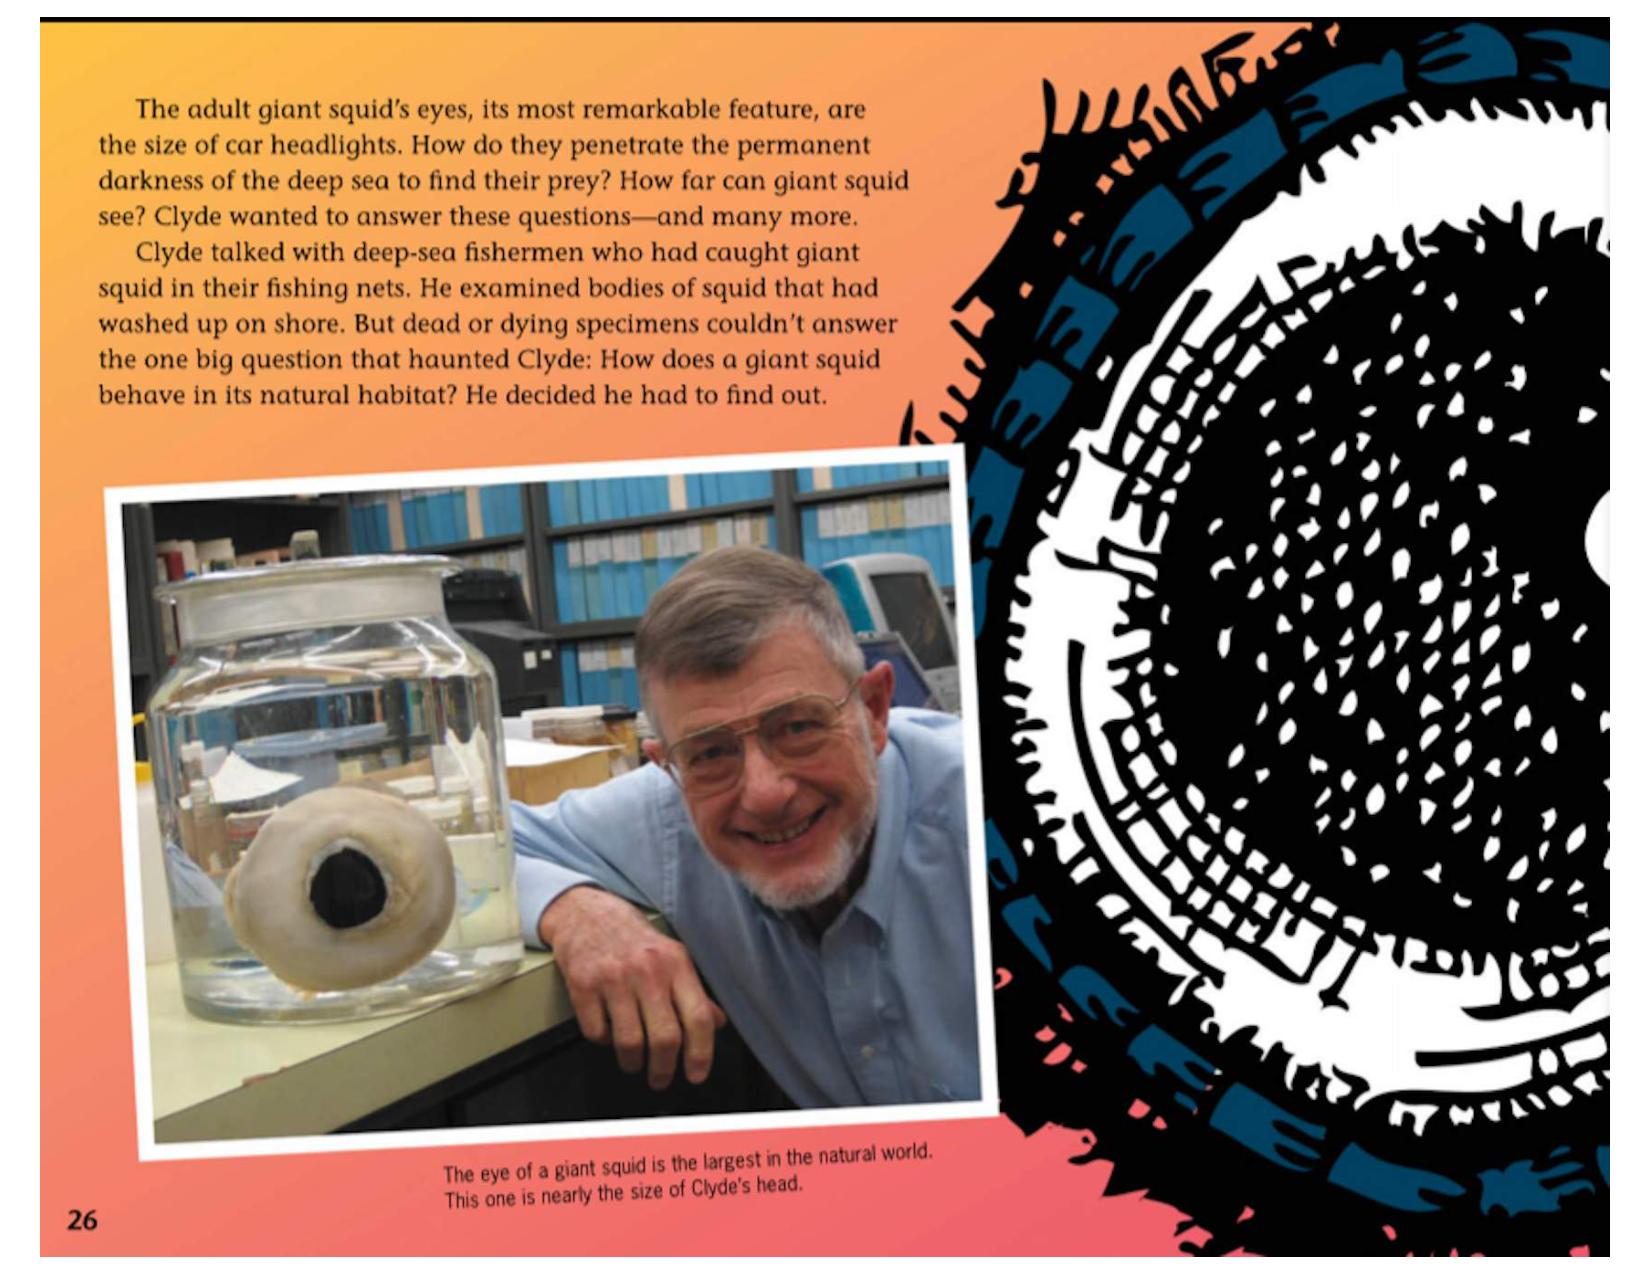 The adult giant squid's eyes, its most remarkable feature, are
the size of car headlights. How do they penetrate the permanent
darkness of the deep sea to find their prey? How far can giant squid
see? Clyde wanted to answer these questions—and many more.
Clyde talked with deep-sea fishermen who had caught giant
squid in their fishing nets. He examined bodies of squid that had
washed up on shore. But dead or dying specimens couldn't answer
the one big question that haunted Clyde: How does a giant squid
behave in its natural habitat? He decided he had to find out.
The eye of a giant squid is the largest in the natural world.
This one is nearly the size of Clyde's head.
26